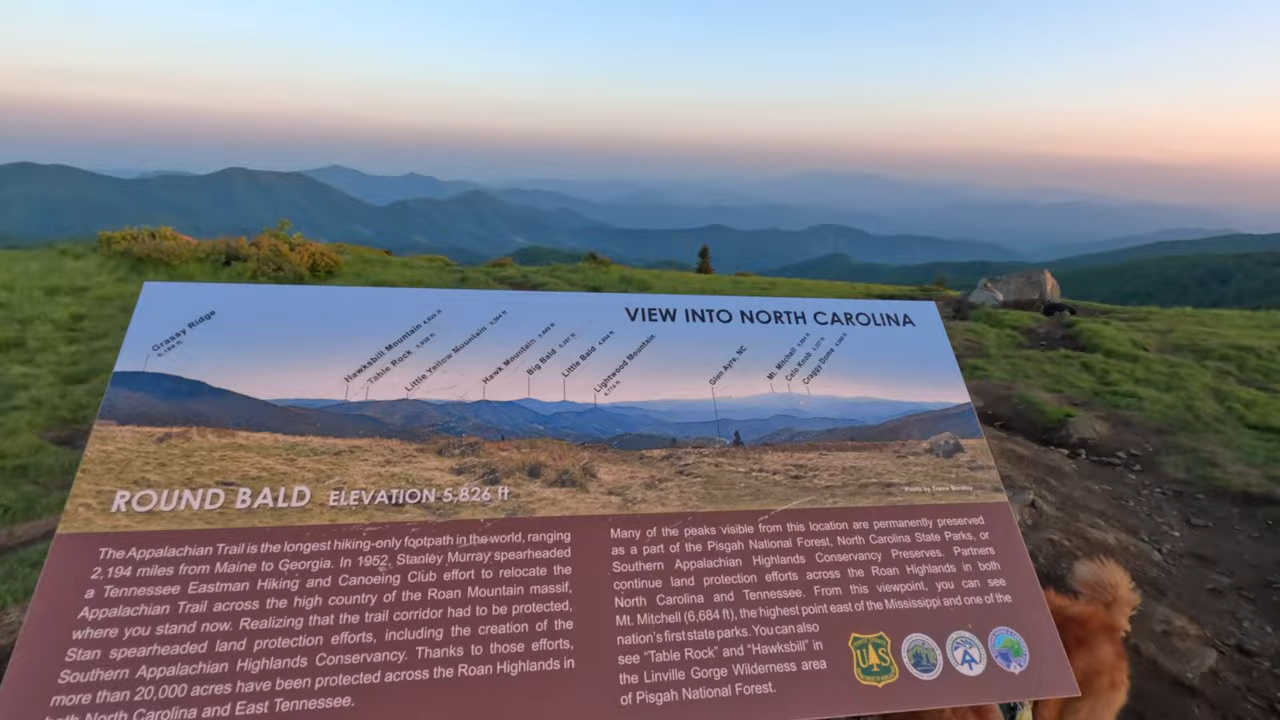 VIEW INTO NORTH CAROLINA
Grassy Ridge
Hawksbill Mountain
Table Rock
Little Yellow Mountain
Hawk Mountain
Big Bald
Little Bald
Lightwood Mountain
Glen Ayre, NC
Mt. Mitchell
Celo Knob
Craggy Dome
ROUND BALD ELEVATION 5,826 ft
The Appalachian Trail is the longest hiking-only footpath in the world, ranging
2,194 miles from Maine to Georgia. In 1952, Stanley Murray spearheaded
a Tennessee Eastman Hiking and Canoeing Club effort to relocate the
Appalachian Trail across the high country of the Roan Mountain massif,
where you stand now. Realizing that the trail corridor had to be protected,
Stan spearheaded land protection efforts, including the creation of the
Southern Appalachian Highlands Conservancy. Thanks to those efforts,
more than 20,000 acres have been protected across the Roan Highlands in
both North Carolina and East Tennessee.
Many of the peaks visible from this location are permanently preserved
as a part of the Pisgah National Forest, North Carolina State Parks, or
Southern Appalachian Highlands Conservancy Preserves. Partners
continue land protection efforts across the Roan Highlands in both
North Carolina and Tennessee. From this viewpoint, you can see
Mt. Mitchell (6,684 ft), the highest point east of the Mississippi and one of the
nation's first state parks. You can also
see "Table Rock" and "Hawksbill" in
the Linville Gorge Wilderness area
of Pisgah National Forest.
US